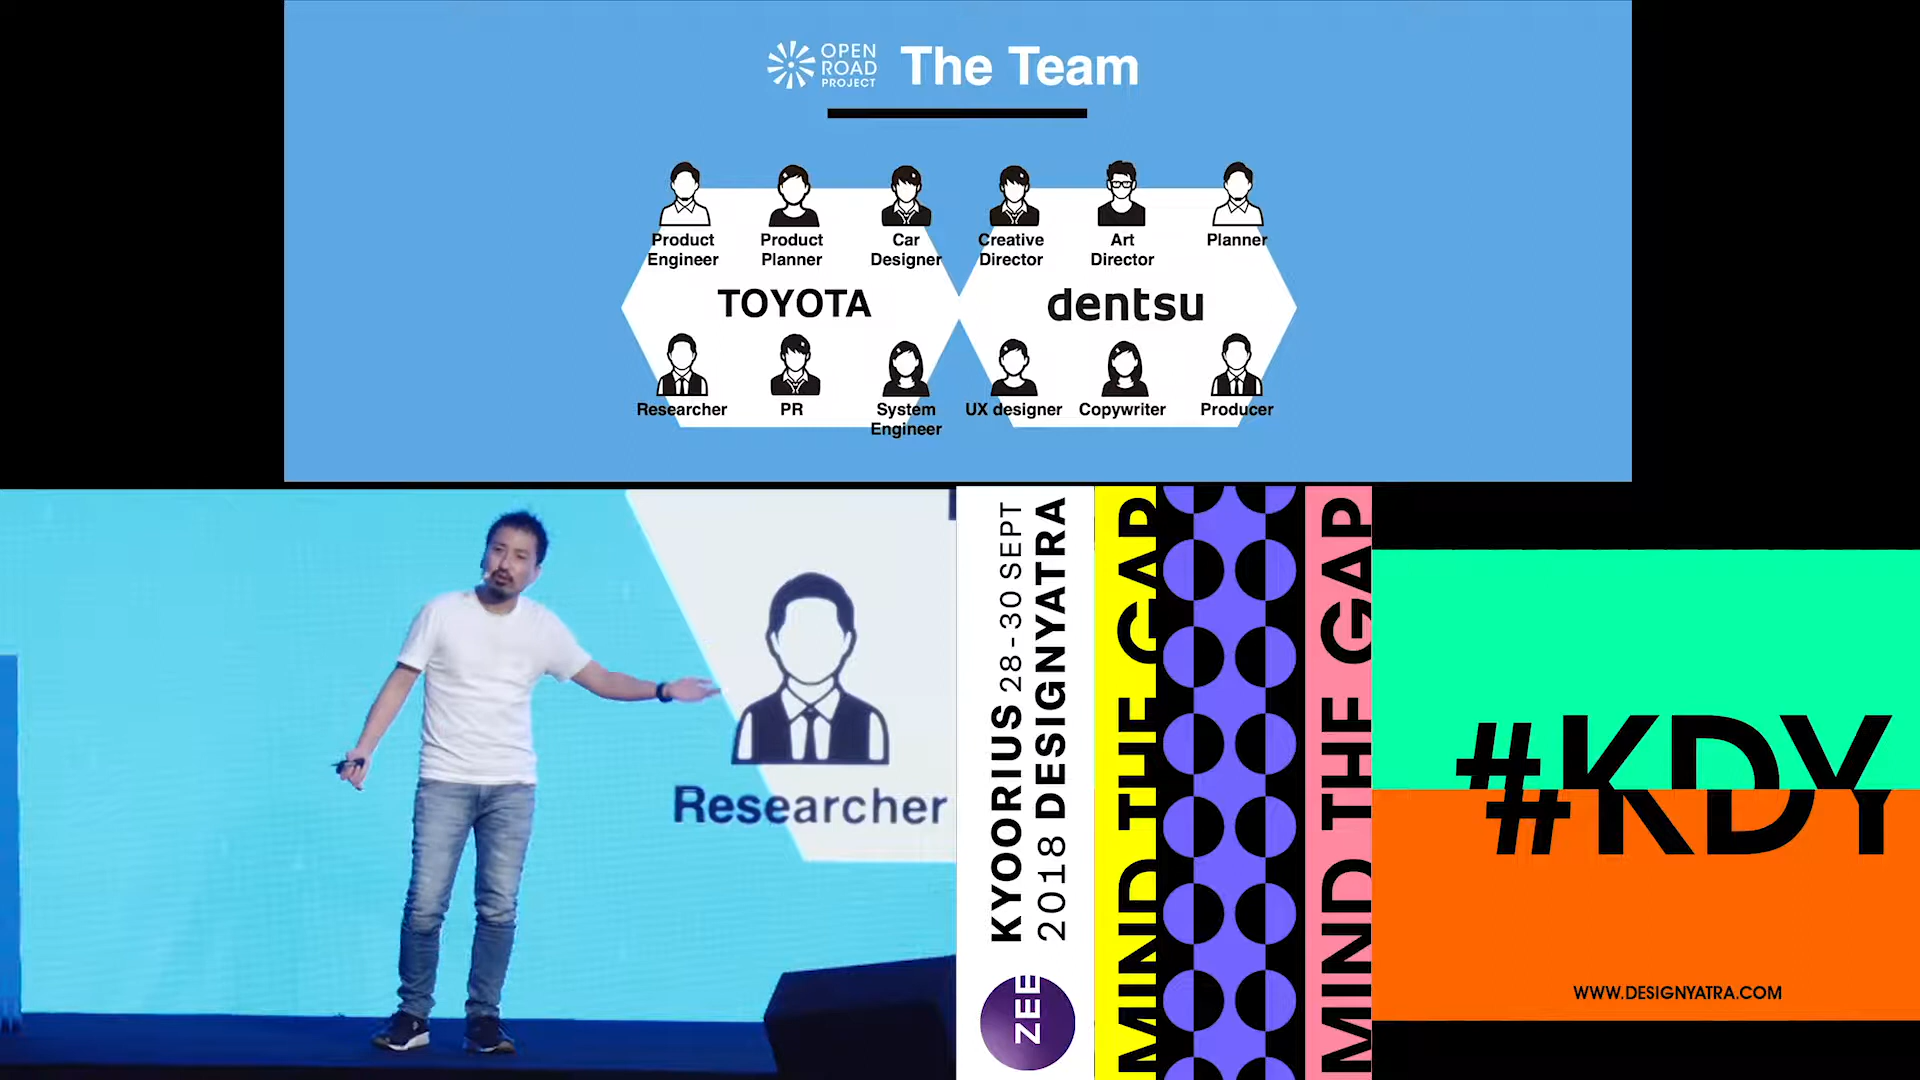 OPEN
ROAD
PROJECT
The Team
Product
Engineer
Product
Planner
Car
Designer
Creative
Director
Art
Director
Planner
TOYOTA
dentsu
Researcher
PR
System
Engineer
UX designer
Copywriter
Producer
Researcher
KYOORIUS 28-30 SEPT
2018 DESIGNYATRA
ZEE
MIND THE GAP
MIND THE GAP
#KDY
WWW.DESIGNYATRA.COM